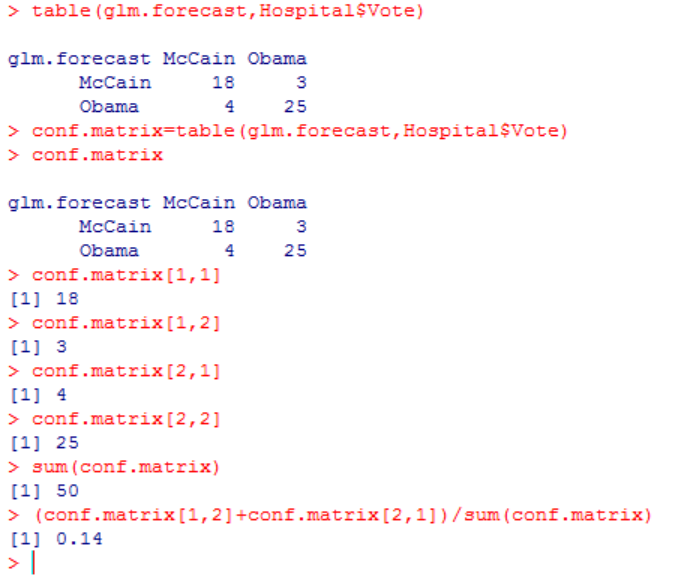 > table(glm.forecast,Hospital$Vote)
glm.forecast McCain Obama
McCain 18 3
Obama 4 25
> conf.matrix=table(glm.forecast,Hospital$Vote)
> conf.matrix
glm.forecast McCain Obama
McCain 18 3
Obama 4 25
> conf.matrix[1,1]
[1] 18
> conf.matrix[1,2]
[1] 3
> conf.matrix[2,1]
[1] 4
> conf.matrix[2,2]
[1] 25
> sum(conf.matrix)
[1] 50
> (conf.matrix[1,2]+conf.matrix[2,1])/sum(conf.matrix)
[1] 0.14
>